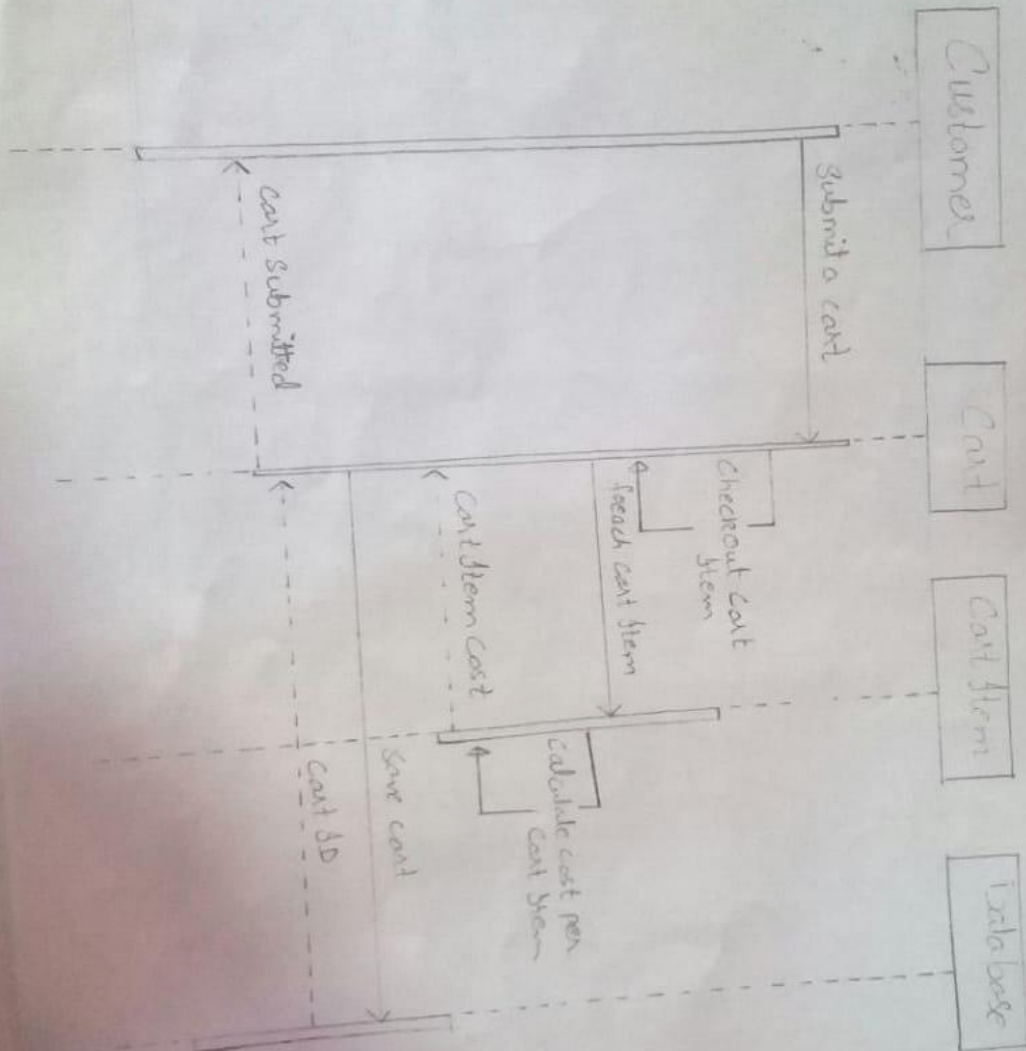 Customer
Cart
Cart Item
Database
Submit a cart
Checkout cart
Item
foreach cart Item
calculate cost per
cart Item
Cart Item Cost
Save cart
Cart ID
Cart Submitted